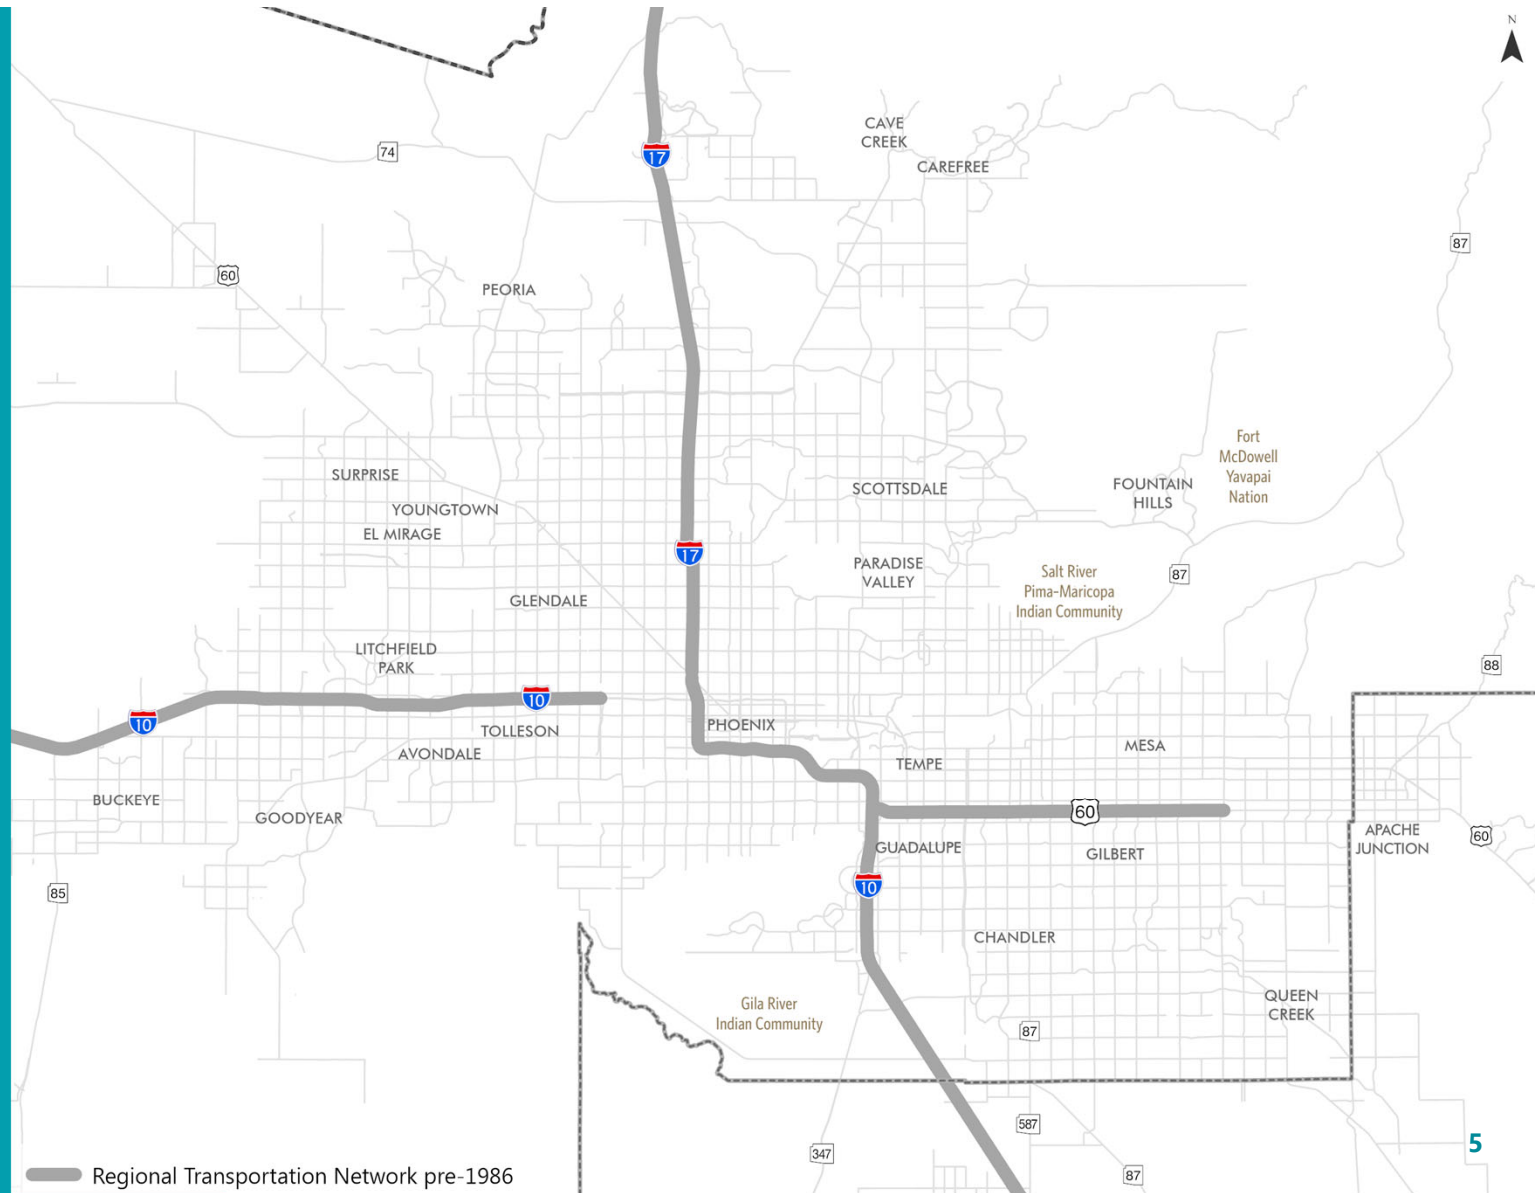 N
CAVE
CREEK
CAREFREE
17
74
87
60
PEORIA
Fort
McDowell
Yavapai
Nation
SURPRISE
SCOTTSDALE
FOUNTAIN
HILLS
YOUNGTOWN
EL MIRAGE
17
PARADISE
VALLEY
Salt River
Pima-Maricopa
Indian Community
87
GLENDALE
LITCHFIELD
PARK
88
10
10
TOLLESON
PHOENIX
AVONDALE
TEMPE
MESA
BUCKEYE
GOODYEAR
60
GUADALUPE
GILBERT
APACHE
JUNCTION
60
85
10
CHANDLER
Gila River
Indian Community
QUEEN
CREEK
87
587
5
347
87
Regional Transportation Network pre-1986